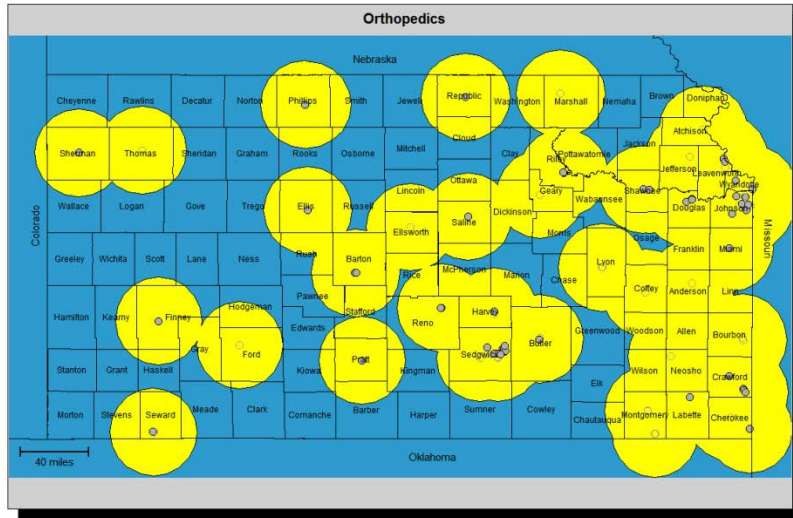 Orthopedics
Nebraska
Cheyenne Rawlins Decatur Norton Phillips Smith Jewell Republic Washington Marshall Nemaha Brown Doniphan
Atchison
Sherman Thomas Sheridan Graham Rooks Osborne Mitchell Cloud Clay Riley Pottawatomie Jackson Jefferson Leavenworth
Wyandotte
Ottawa
Lincoln
Wallace Logan Gove Trego Ellis Russell Saline Dickinson Geary Wabaunsee Shawnee Douglas Johnson
Ellsworth
Morris
Colorado
Missouri
Greeley Wichita Scott Lane Ness Rush Barton Rice McPherson Marion Chase Lyon Osage Franklin Miami
Pawnee
Hamilton Kearny Finney Hodgeman Stafford Reno Harvey Coffey Anderson Linn
Edwards
Gray Ford Pratt Sedgwick Butler Greenwood Woodson Allen Bourbon
Stanton Grant Haskell Kiowa Kingman Elk Wilson Neosho Crawford
Morton Stevens Seward Meade Clark Comanche Barber Harper Sumner Cowley Chautauqua Montgomery Labette Cherokee
40 miles
Oklahoma